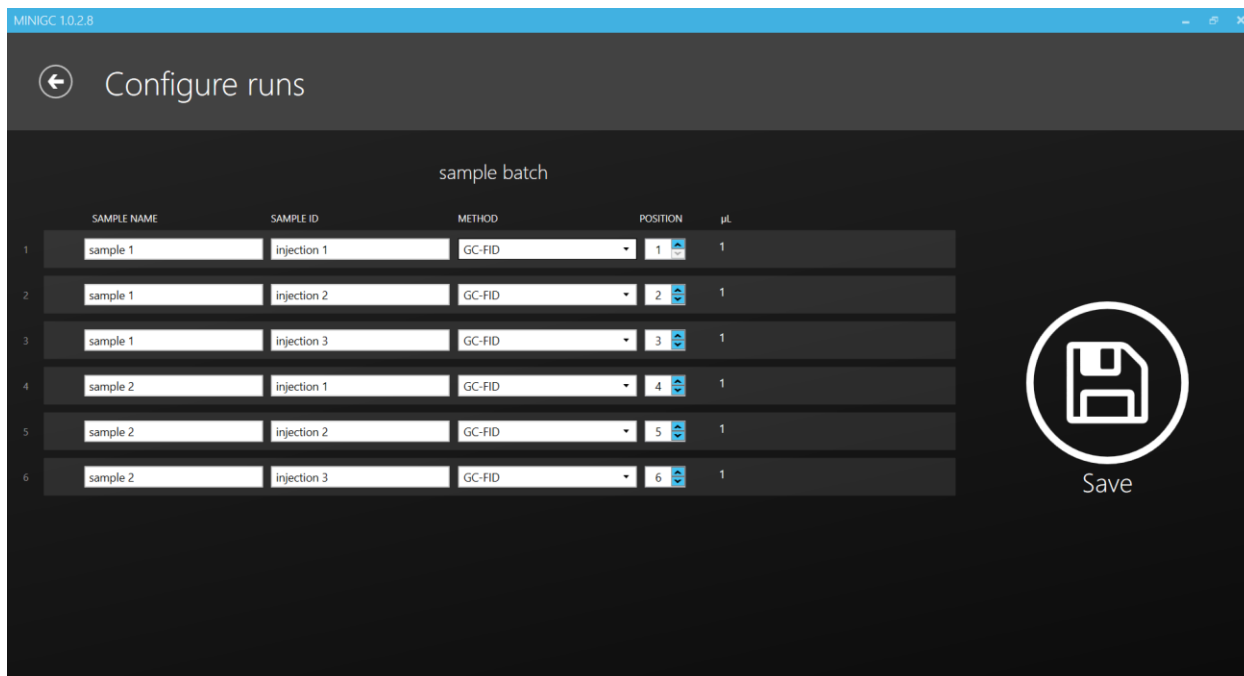 MINIGC 1.0.2.8
Configure runs
sample batch
SAMPLE NAME SAMPLE ID METHOD POSITION µL
1 sample 1 injection 1 GC-FID 1 1
2 sample 1 injection 2 GC-FID 2 1
3 sample 1 injection 3 GC-FID 3 1
4 sample 2 injection 1 GC-FID 4 1
5 sample 2 injection 2 GC-FID 5 1
6 sample 2 injection 3 GC-FID 6 1
Save